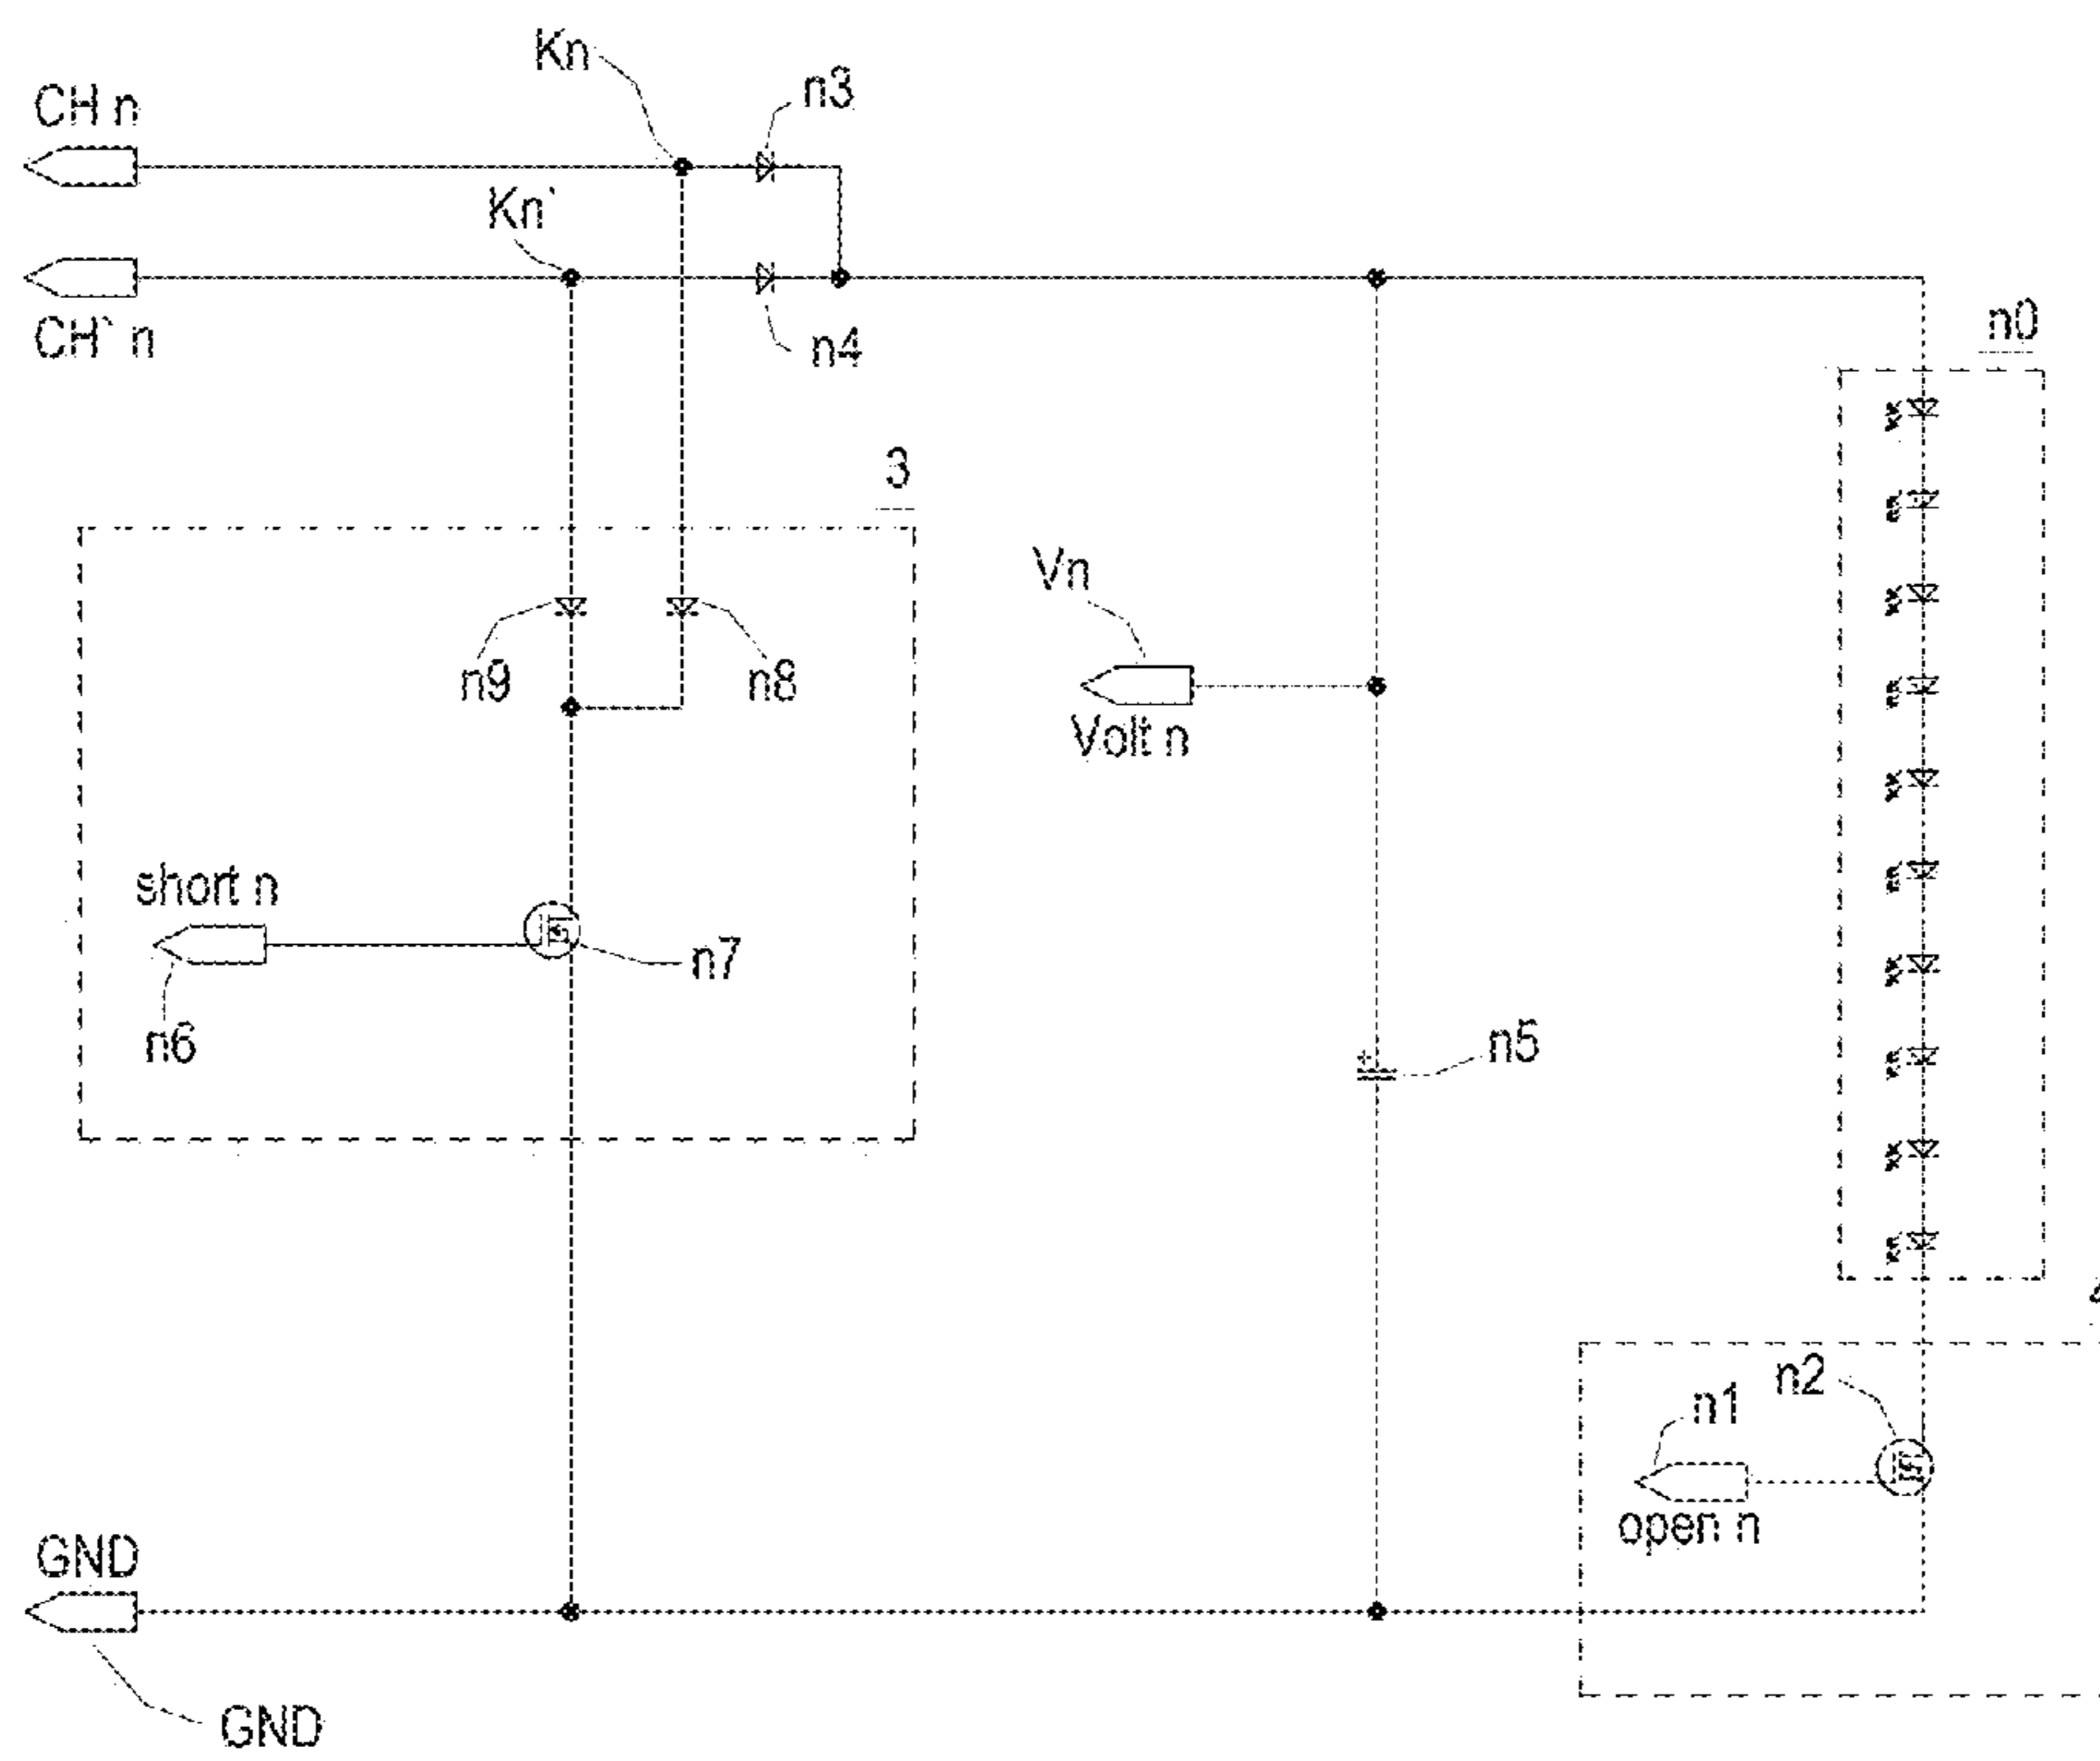 Kn
n3
CH n
Kn`
CH` n
n4
n0
3
Vn
n9
n8
Volt n
short n
n7
n6
n5
n2
n1
open n
GND
GND